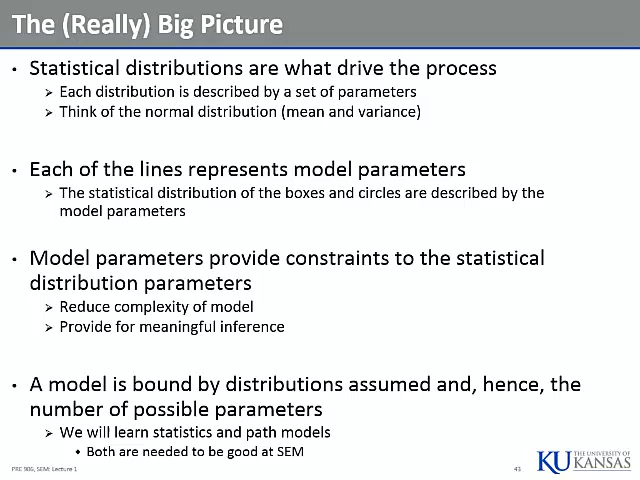 The (Really) Big Picture
• Statistical distributions are what drive the process
➢ Each distribution is described by a set of parameters
➢ Think of the normal distribution (mean and variance)
• Each of the lines represents model parameters
➢ The statistical distribution of the boxes and circles are described by the
model parameters
• Model parameters provide constraints to the statistical
distribution parameters
➢ Reduce complexity of model
➢ Provide for meaningful inference
• A model is bound by distributions assumed and, hence, the
number of possible parameters
➢ We will learn statistics and path models
◆ Both are needed to be good at SEM
PRE 906, SEM: Lecture 1
43
KU THE UNIVERSITY OF
KANSAS